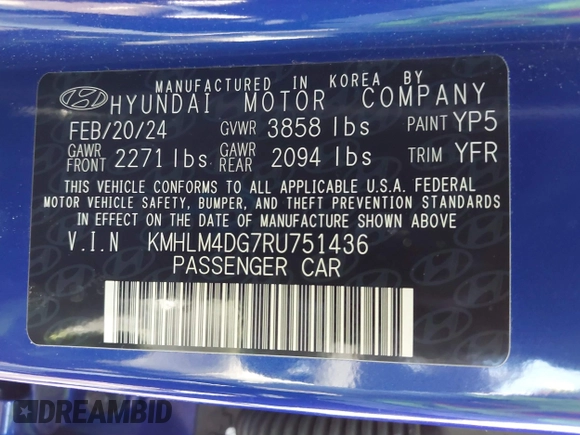 MANUFACTURED IN KOREA BY
HYUNDAI MOTOR COMPANY
FEB/20/24 GVWR 3858 lbs PAINT YP5
GAWR FRONT 2271 lbs GAWR REAR 2094 lbs TRIM YFR
THIS VEHICLE CONFORMS TO ALL APPLICABLE U.S.A. FEDERAL
MOTOR VEHICLE SAFETY, BUMPER, AND THEFT PREVENTION STANDARDS
IN EFFECT ON THE DATE OF MANUFACTURE SHOWN ABOVE
V.I.N KMHLM4DG7RU751436
PASSENGER CAR
DREAMBID